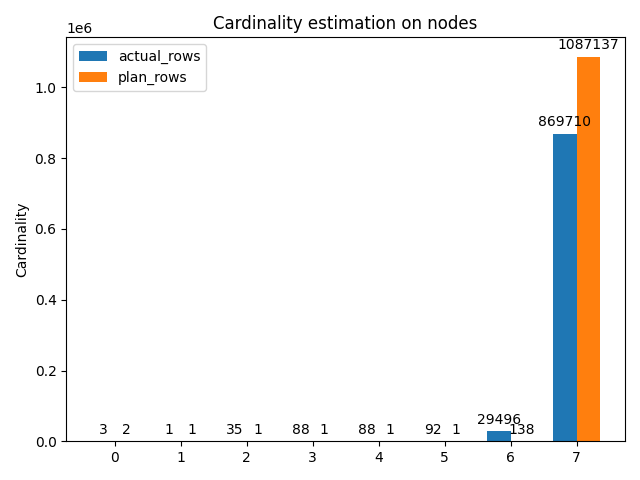 Cardinality estimation on nodes
1e6
actual_rows
plan_rows
1087137
869710
29496
138
3 2 1 1 35 1 88 1 88 1 92 1
1.0
0.8
0.6
0.4
0.2
0.0
Cardinality
0 1 2 3 4 5 6 7